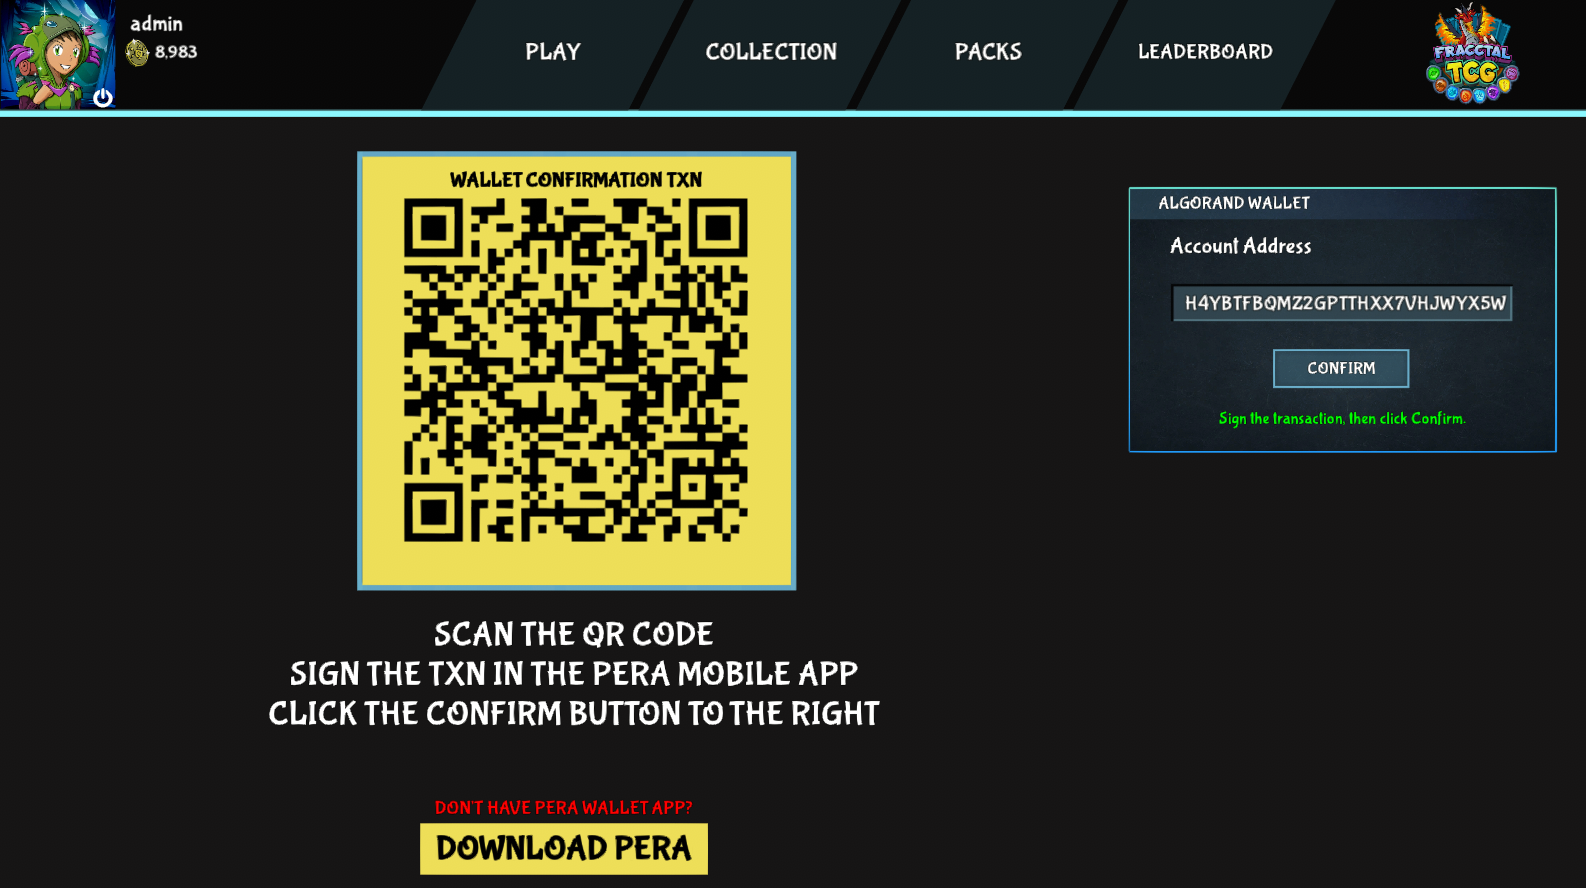 admin
8,983
PLAY
COLLECTION
PACKS
LEADERBOARD
FRACCTAL
TCG
WALLET CONFIRMATION TXN
ALGORAND WALLET
Account Address
H4YBTFBQMZ2GPTTHXX7VHJWYX5W
CONFIRM
Sign the transaction, then click Confirm.
SCAN THE QR CODE
SIGN THE TXN IN THE PERA MOBILE APP
CLICK THE CONFIRM BUTTON TO THE RIGHT
DON'T HAVE PERA WALLET APP?
DOWNLOAD PERA